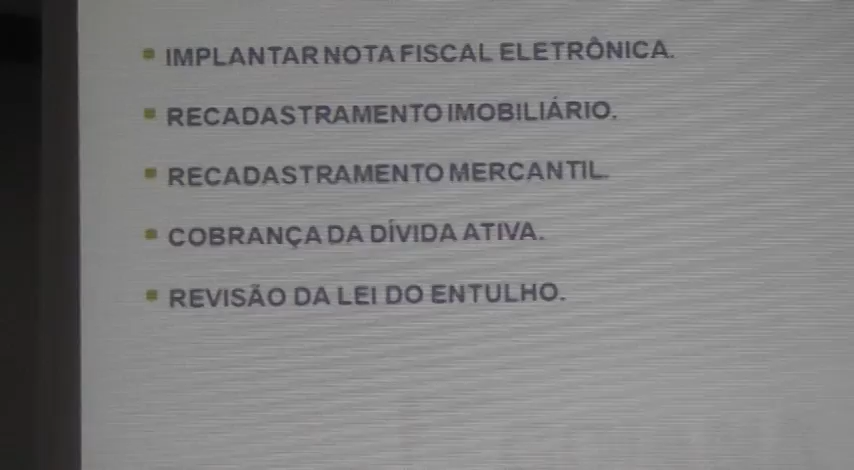 IMPLANTAR NOTA FISCAL ELETRÔNICA.
RECADASTRAMENTO IMOBILIÁRIO.
RECADASTRAMENTO MERCANTIL.
COBRANÇA DA DÍVIDA ATIVA.
REVISÃO DA LEI DO ENTULHO.